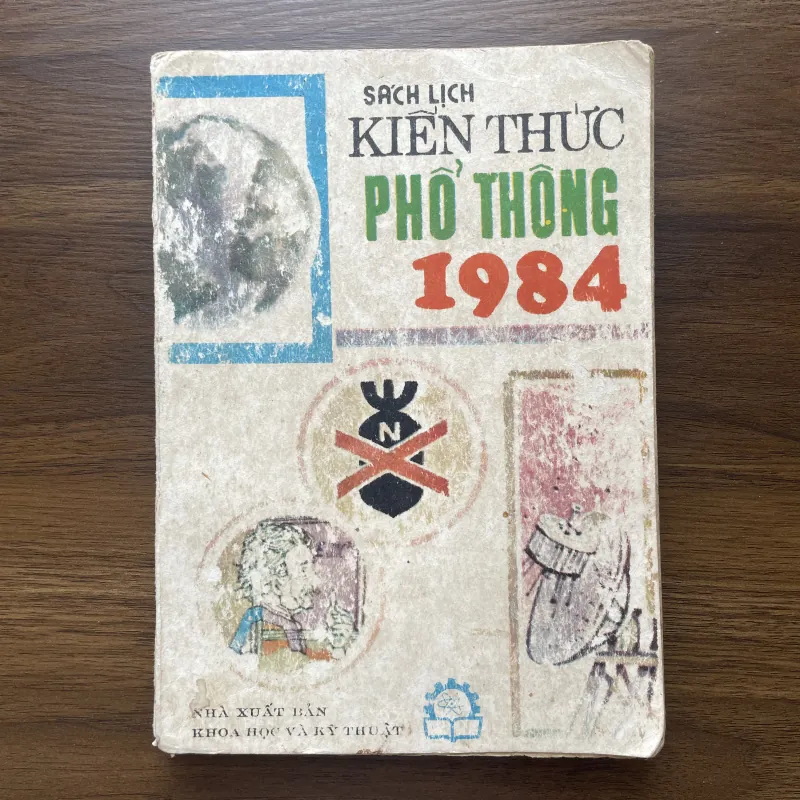 SÁCH LỊCH
KIẾN THỨC
PHỔ THÔNG
1984
N
NHÀ XUẤT BẢN
KHOA HỌC VÀ KỸ THUẬT